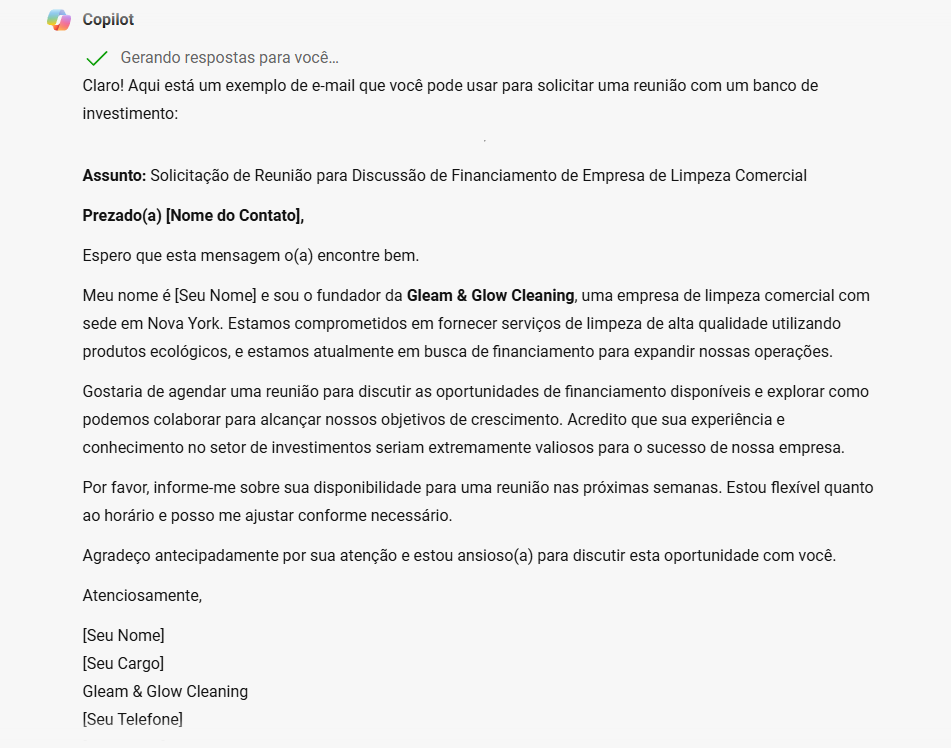 Copilot
Gerando respostas para você…
Claro! Aqui está um exemplo de e-mail que você pode usar para solicitar uma reunião com um banco de
investimento:
Assunto: Solicitação de Reunião para Discussão de Financiamento de Empresa de Limpeza Comercial
Prezado(a) [Nome do Contato],
Espero que esta mensagem o(a) encontre bem.
Meu nome é [Seu Nome] e sou o fundador da Gleam & Glow Cleaning, uma empresa de limpeza comercial com
sede em Nova York. Estamos comprometidos em fornecer serviços de limpeza de alta qualidade utilizando
produtos ecológicos, e estamos atualmente em busca de financiamento para expandir nossas operações.
Gostaria de agendar uma reunião para discutir as oportunidades de financiamento disponíveis e explorar como
podemos colaborar para alcançar nossos objetivos de crescimento. Acredito que sua experiência e
conhecimento no setor de investimentos seriam extremamente valiosos para o sucesso de nossa empresa.
Por favor, informe-me sobre sua disponibilidade para uma reunião nas próximas semanas. Estou flexível quanto
ao horário e posso me ajustar conforme necessário.
Agradeço antecipadamente por sua atenção e estou ansioso(a) para discutir esta oportunidade com você.
Atenciosamente,
[Seu Nome]
[Seu Cargo]
Gleam & Glow Cleaning
[Seu Telefone]